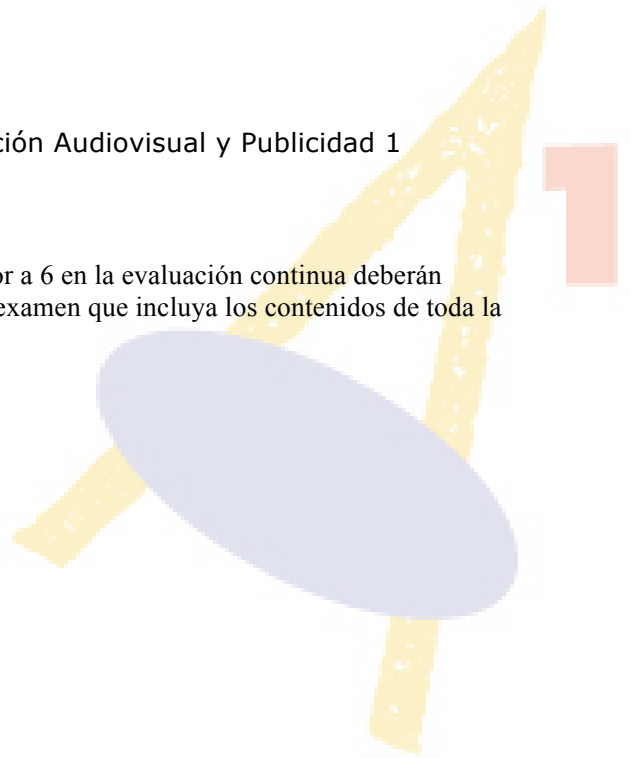 ción Audiovisual y Publicidad 1
or a 6 en la evaluación continua deberán
examen que incluya los contenidos de toda la